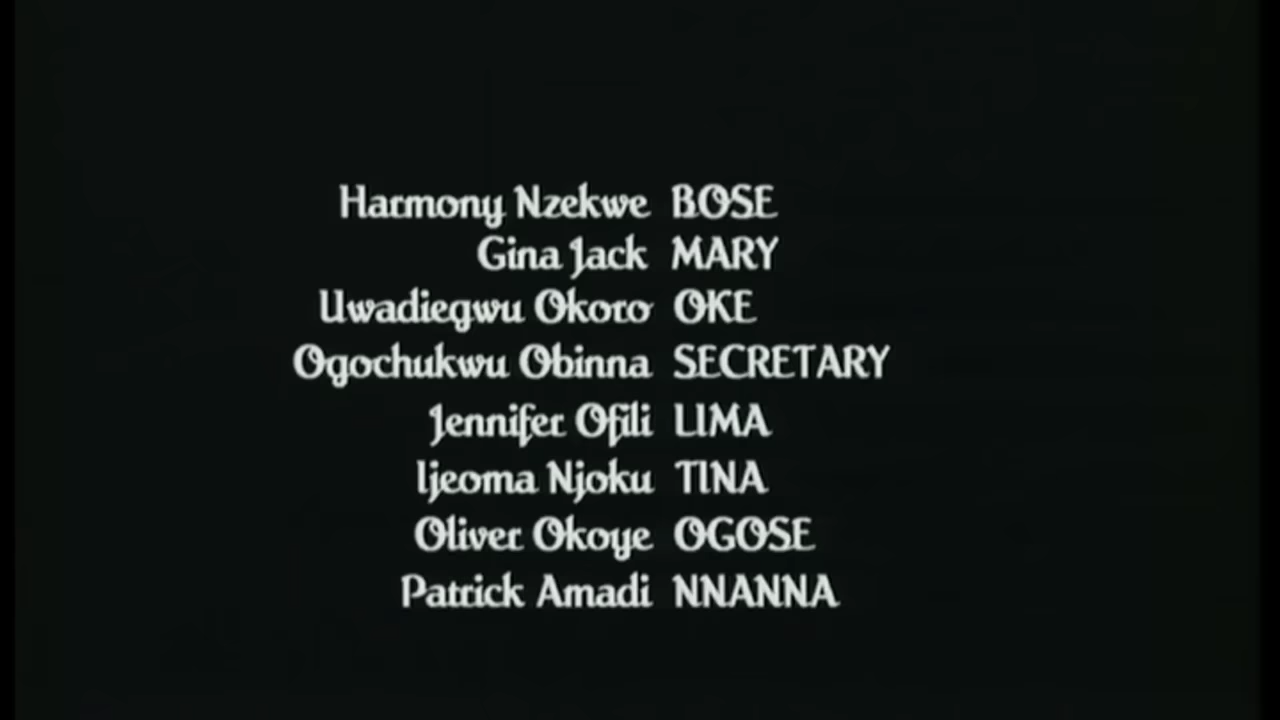 Harmony Nzekwe BOSE
Gina Jack MARY
Uwadiegwu Okoro OKE
Ogochukwu Obinna SECRETARY
Jennifer Ofili LIMA
Ijeoma Njoku TINA
Oliver Okoye OGOSE
Patrick Amadi NNANNA